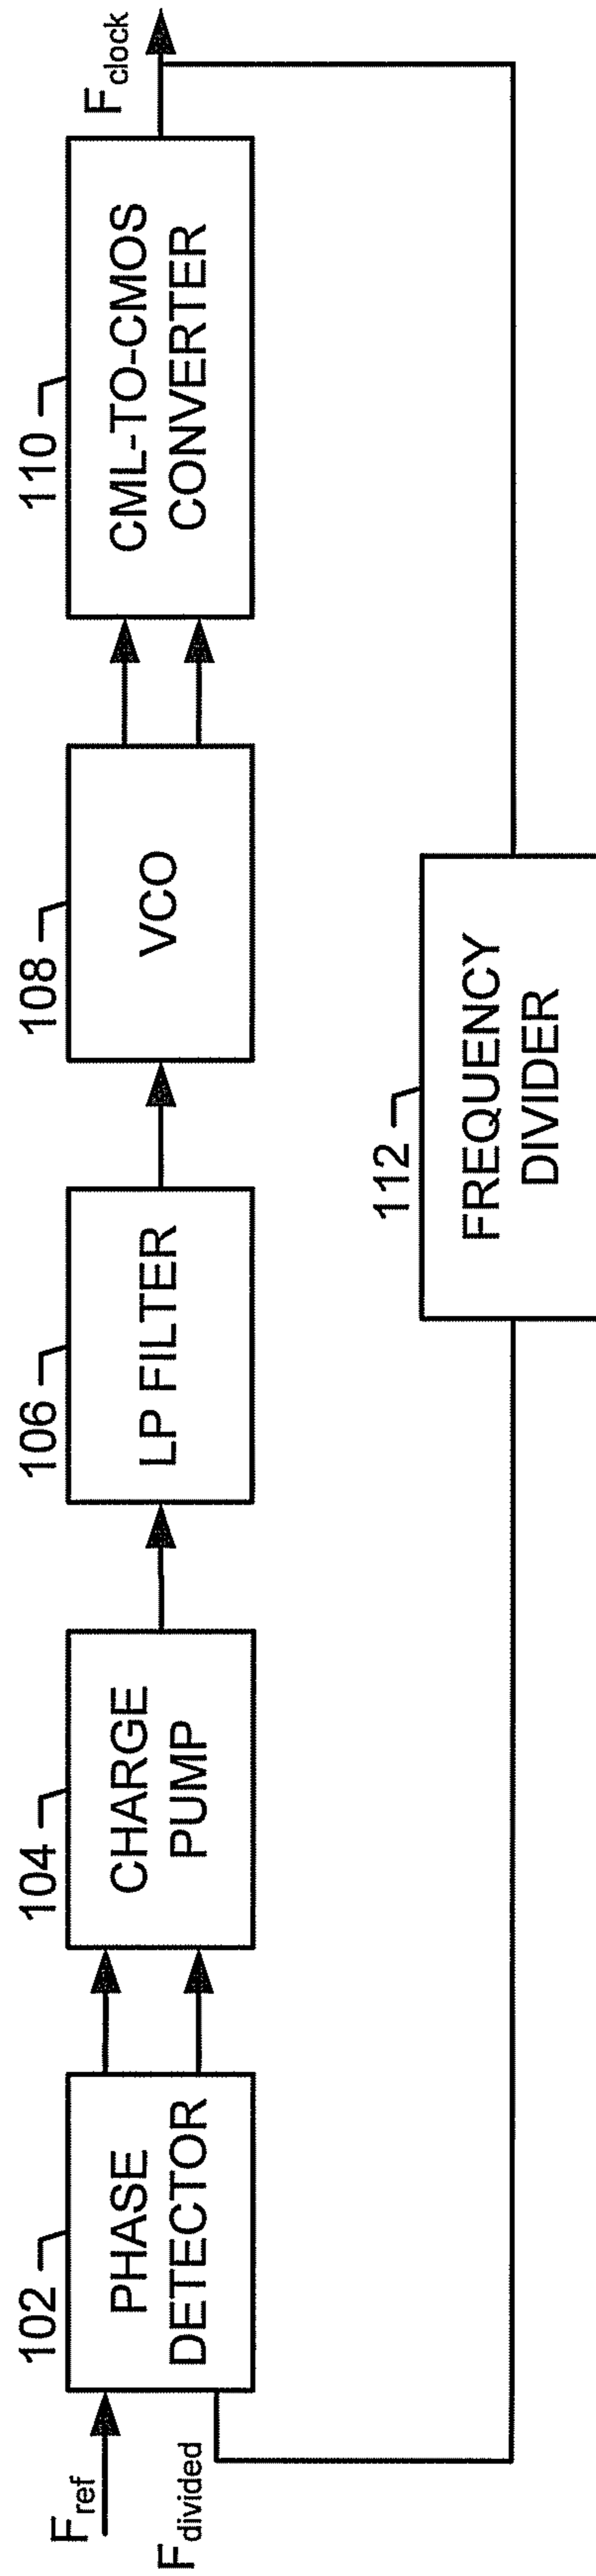 F_ref
F_divided
102
PHASE
DETECTOR
104
CHARGE
PUMP
106
LP FILTER
108
VCO
110
CML-TO-CMOS
CONVERTER
F_clock
112
FREQUENCY
DIVIDER